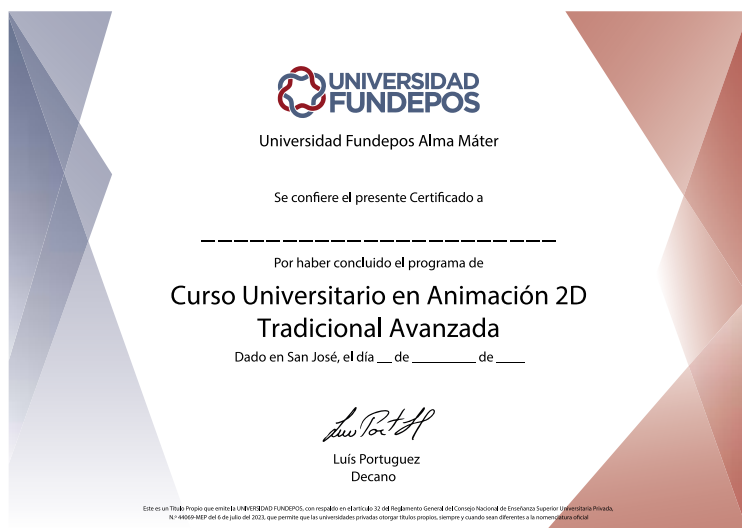 UNIVERSIDAD
FUNDEPOS
Universidad Fundepos Alma Máter
Se confiere el presente Certificado a
Por haber concluido el programa de
Curso Universitario en Animación 2D
Tradicional Avanzada
Dado en San José, el día __ de ________ de ____
Luís Portuguez
Decano
Este es un Título Propio que emite la UNIVERSIDAD FUNDEPOS, con respaldo en el artículo 32 del Reglamento General del Consejo Nacional de Enseñanza Superior Universitaria Privada,
N.º 44069-MEP del 6 de julio del 2023, que permite que las universidades privadas otorgar títulos propios, siempre y cuando sean diferentes a la nomenclatura oficial